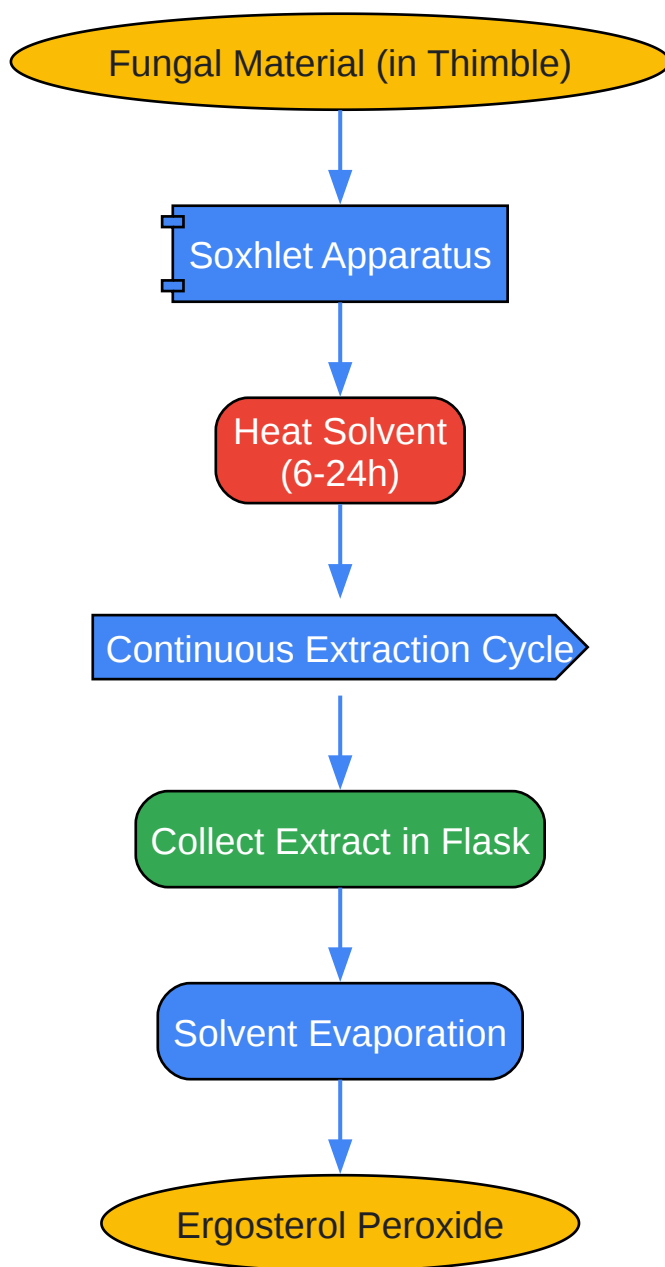 Fungal Material (in Thimble)
Soxhlet Apparatus
Heat Solvent
(6-24h)
Continuous Extraction Cycle
Collect Extract in Flask
Solvent Evaporation
Ergosterol Peroxide